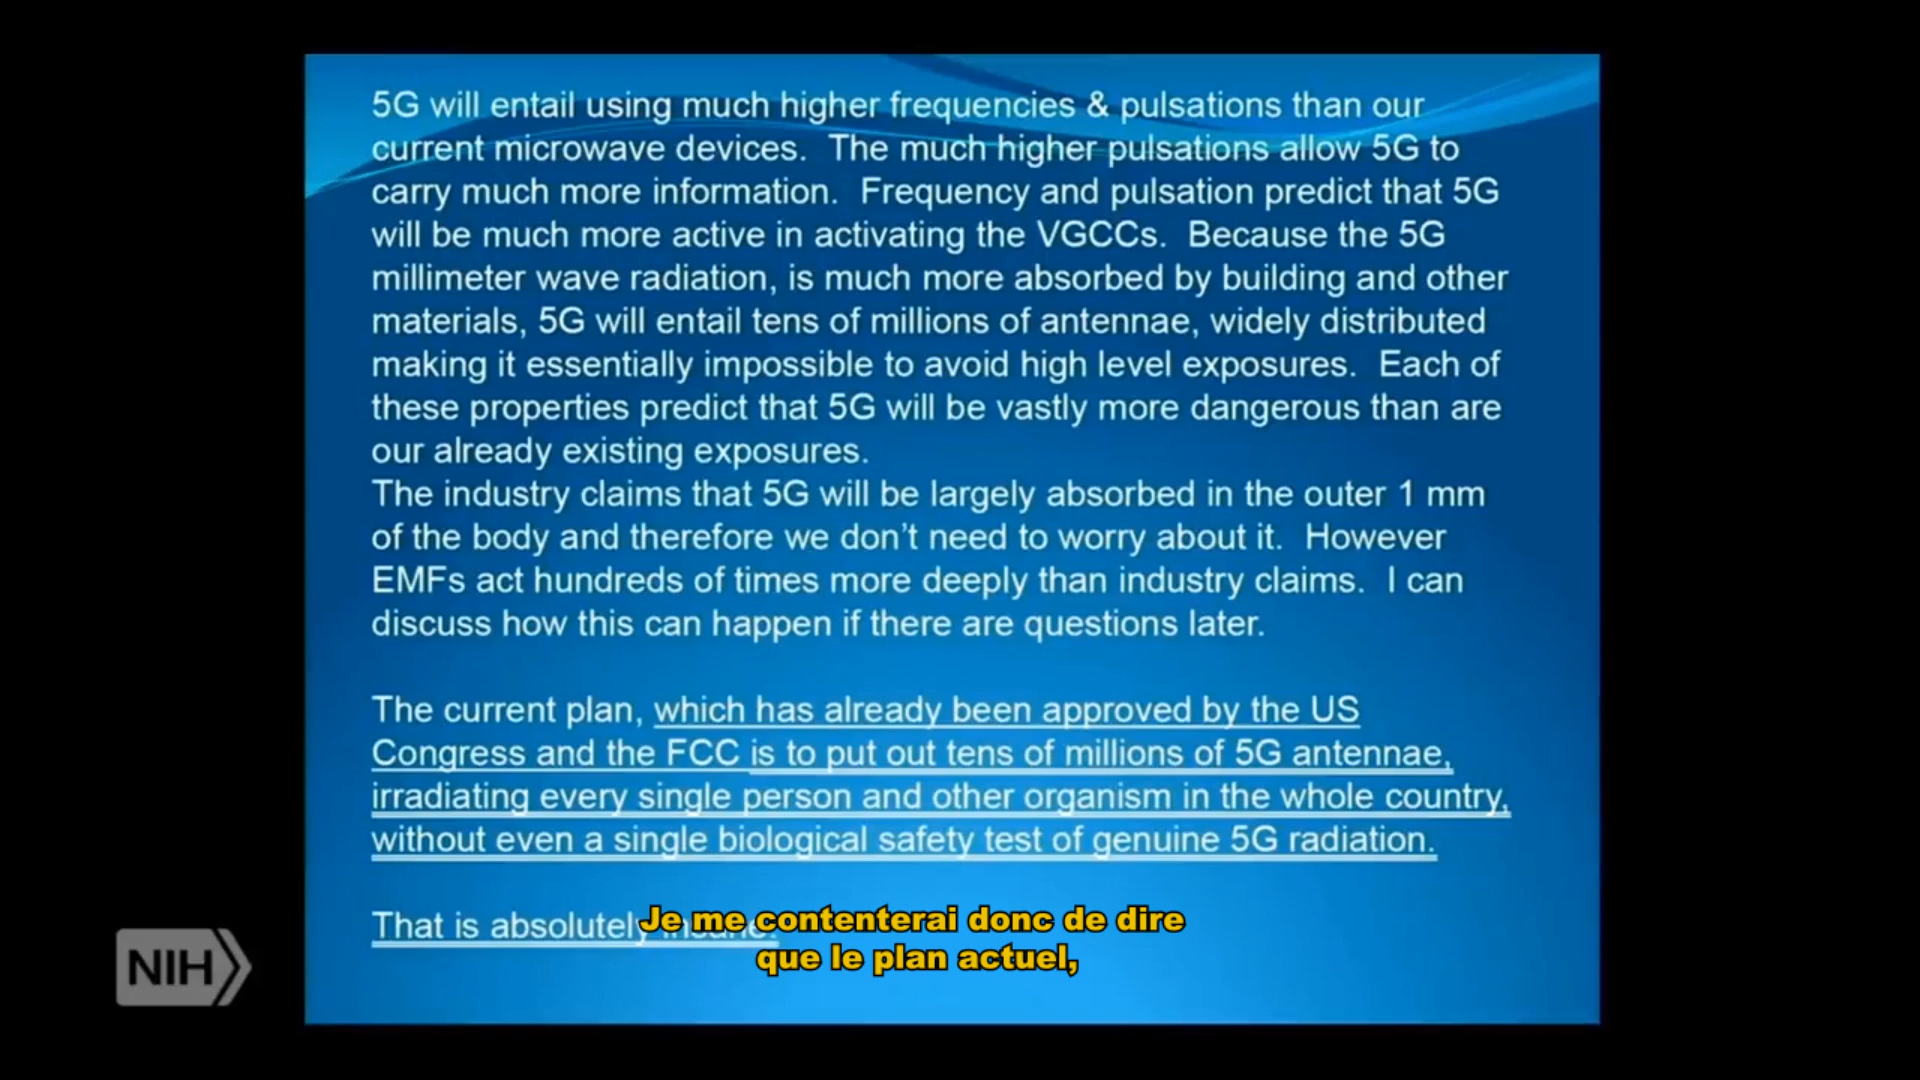 5G will entail using much higher frequencies & pulsations than our
current microwave devices.  The much higher pulsations allow 5G to
carry much more information.  Frequency and pulsation predict that 5G
will be much more active in activating the VGCCs.  Because the 5G
millimeter wave radiation, is much more absorbed by building and other
materials, 5G will entail tens of millions of antennae, widely distributed
making it essentially impossible to avoid high level exposures.  Each of
these properties predict that 5G will be vastly more dangerous than are
our already existing exposures.
The industry claims that 5G will be largely absorbed in the outer 1 mm
of the body and therefore we don’t need to worry about it.  However
EMFs act hundreds of times more deeply than industry claims.  I can
discuss how this can happen if there are questions later.
The current plan, which has already been approved by the US
Congress and the FCC is to put out tens of millions of 5G antennae,
irradiating every single person and other organism in the whole country,
without even a single biological safety test of genuine 5G radiation.
That is absolutely insane.
Je me contenterai donc de dire
que le plan actuel,
NIH